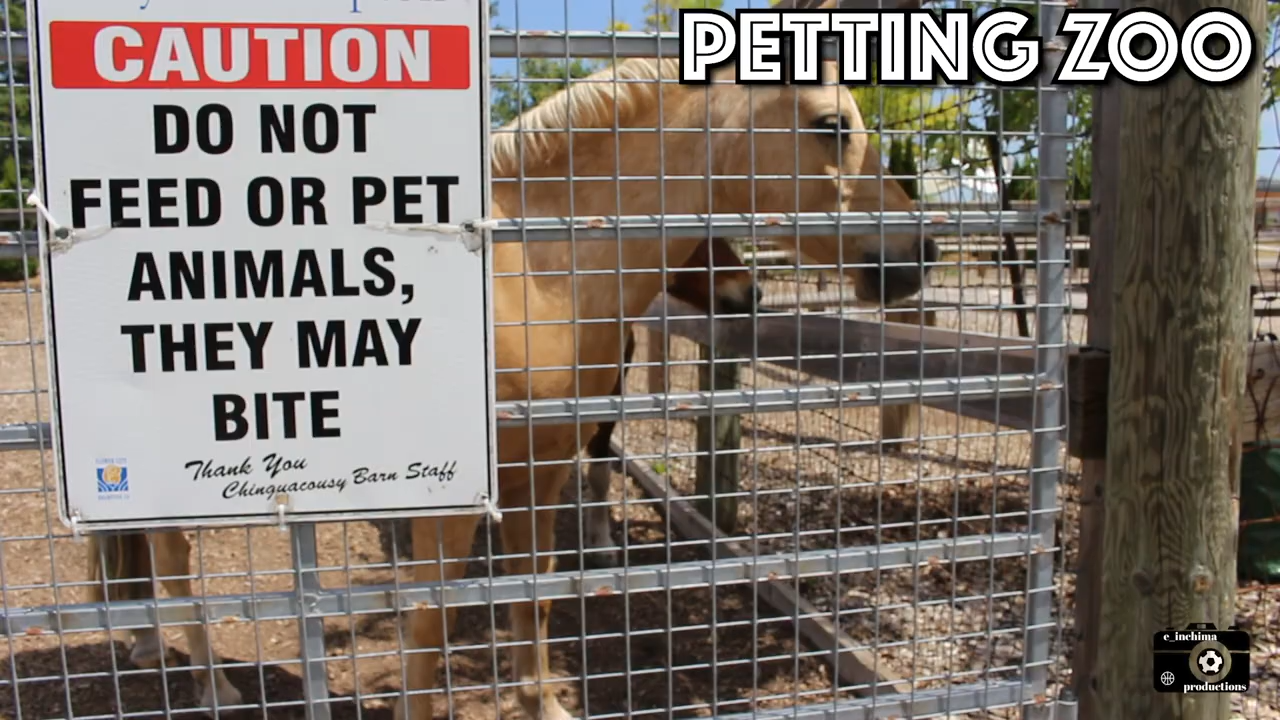 PETTING ZOO
CAUTION
DO NOT
FEED OR PET
ANIMALS,
THEY MAY
BITE
Thank You
Chinguacousy Barn Staff
e_inchima
productions